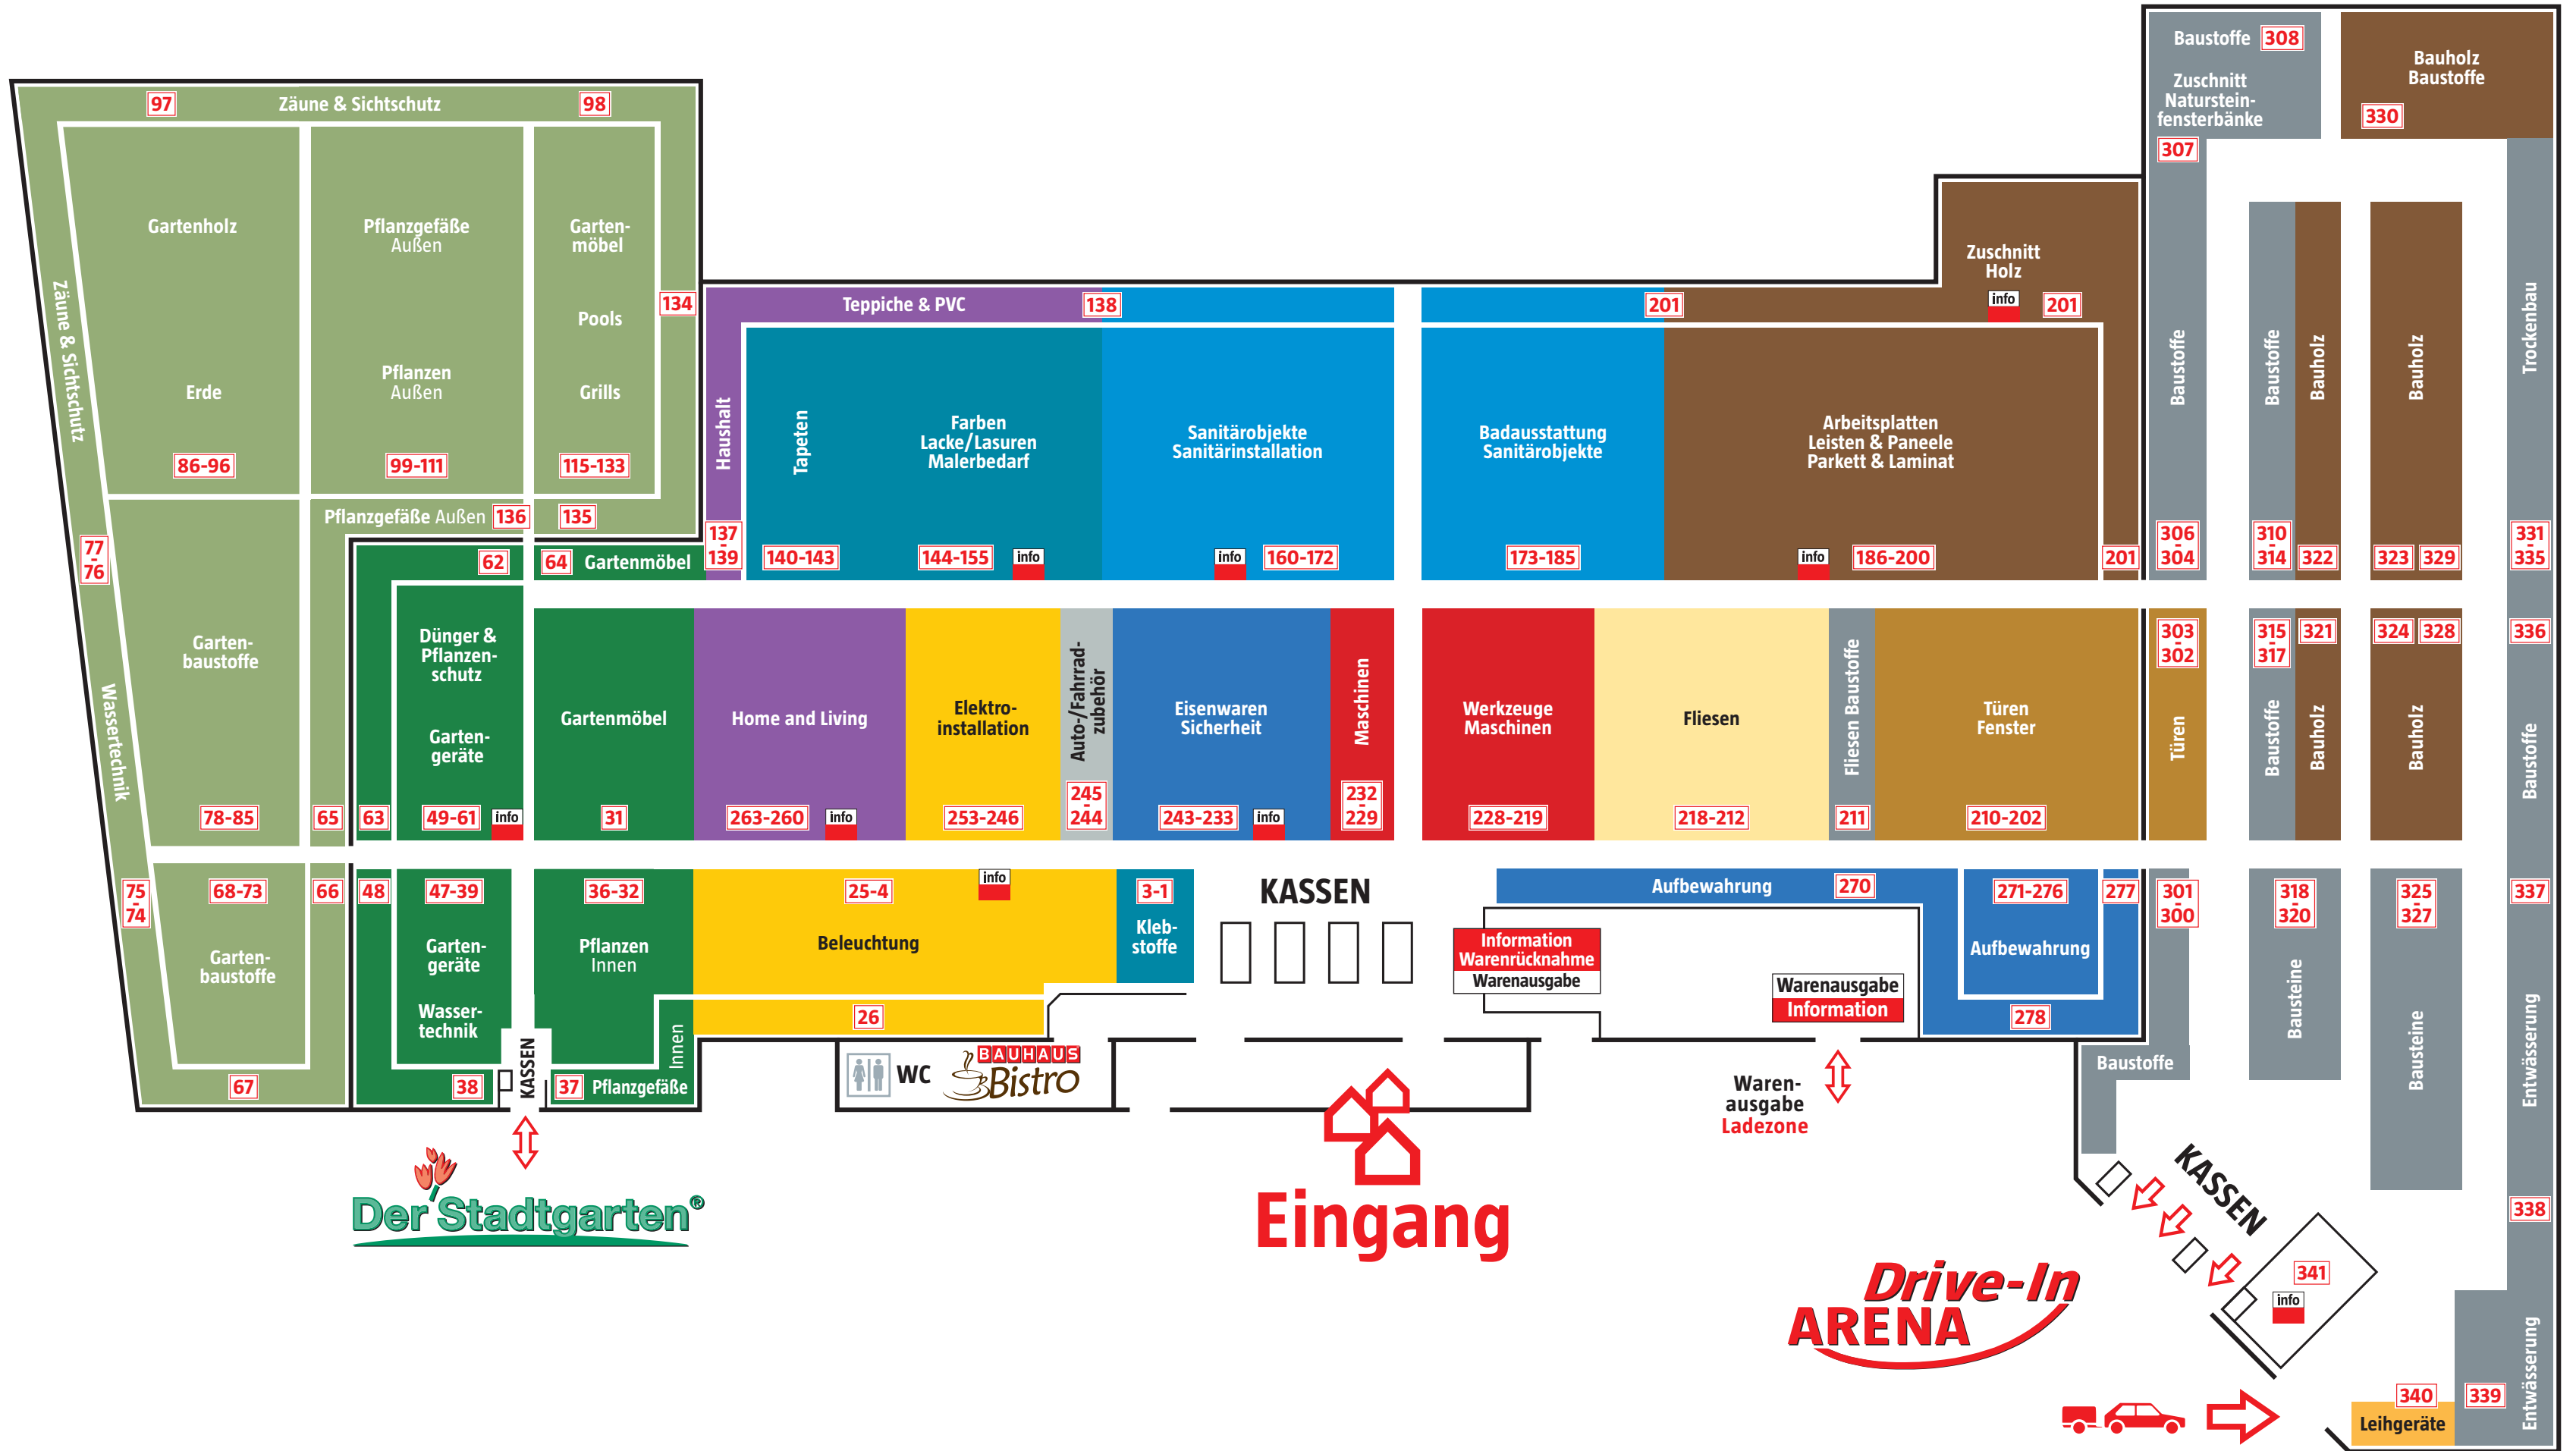 97
Zäune & Sichtschutz
98
Gartenholz
Erde
86-96
Pflanzgefäße
Außen
Pflanzen
Außen
99-111
Garten-
möbel
Pools
Grills
115-133
134
Zäune & Sichtschutz
77
-
76
Wassertechnik
75
-
74
Pflanzgefäße Außen
136
135
Garten-
baustoffe
78-85
65
68-73
66
Garten-
baustoffe
67
62
64
Gartenmöbel
Dünger &
Pflanzen-
schutz
Garten-
geräte
63
49-61
info
Gartenmöbel
31
48
47-39
Garten-
geräte
Wasser-
technik
38
KASSEN
36-32
Pflanzen
Innen
37
Pflanzgefäße
Innen
Der Stadtgarten®
Teppiche & PVC
138
Haushalt
137
-
139
Tapeten
140-143
Farben
Lacke/Lasuren
Malerbedarf
144-155
info
Sanitärobjekte
Sanitärinstallation
info
160-172
Badausstattung
Sanitärobjekte
173-185
201
Zuschnitt
Holz
info
201
Arbeitsplatten
Leisten & Paneele
Parkett & Laminat
info
186-200
201
Home and Living
263-260
info
Elektro-
installation
253-246
Auto-/Fahrrad-
zubehör
245
-
244
Eisenwaren
Sicherheit
243-233
info
Maschinen
232
-
229
Werkzeuge
Maschinen
228-219
Fliesen
218-212
Fliesen Baustoffe
211
Türen
Fenster
210-202
25-4
info
Beleuchtung
26
3-1
Kleb-
stoffe
KASSEN
Information
Warenrücknahme
Warenausgabe
Aufbewahrung
270
271-276
Aufbewahrung
277
278
Warenausgabe
Information
WC
BAUHAUS
Bistro
Eingang
Waren-
ausgabe
Ladezone
Baustoffe
308
Zuschnitt
Naturstein-
fensterbänke
307
Bauholz
Baustoffe
330
Baustoffe
306
-
304
Baustoffe
310
-
314
Bauholz
322
Bauholz
323
329
Trockenbau
331
-
335
303
-
302
Türen
315
-
317
Baustoffe
321
Bauholz
324
328
Bauholz
336
Baustoffe
301
-
300
Baustoffe
318
-
320
Bausteine
325
-
327
Bausteine
337
Entwässerung
338
KASSEN
341
info
Drive-In
ARENA
340
Leihgeräte
339
Entwässerung